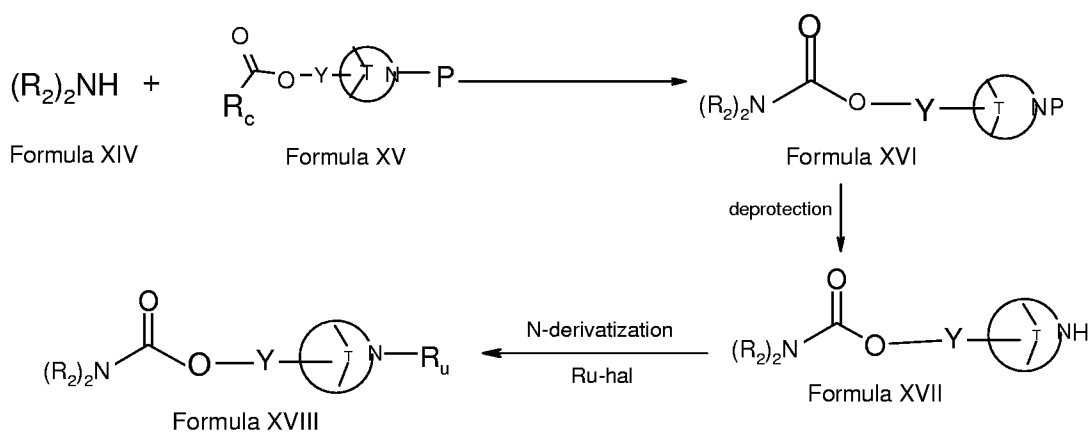 (R2)2NH + O Rc O Y T N P
Formula XIV
Formula XV
O (R2)2N O Y T NP
Formula XVI
deprotection
O (R2)2N O Y T NH
Formula XVII
N-derivatization
Ru-hal
O (R2)2N O Y T N Ru
Formula XVIII